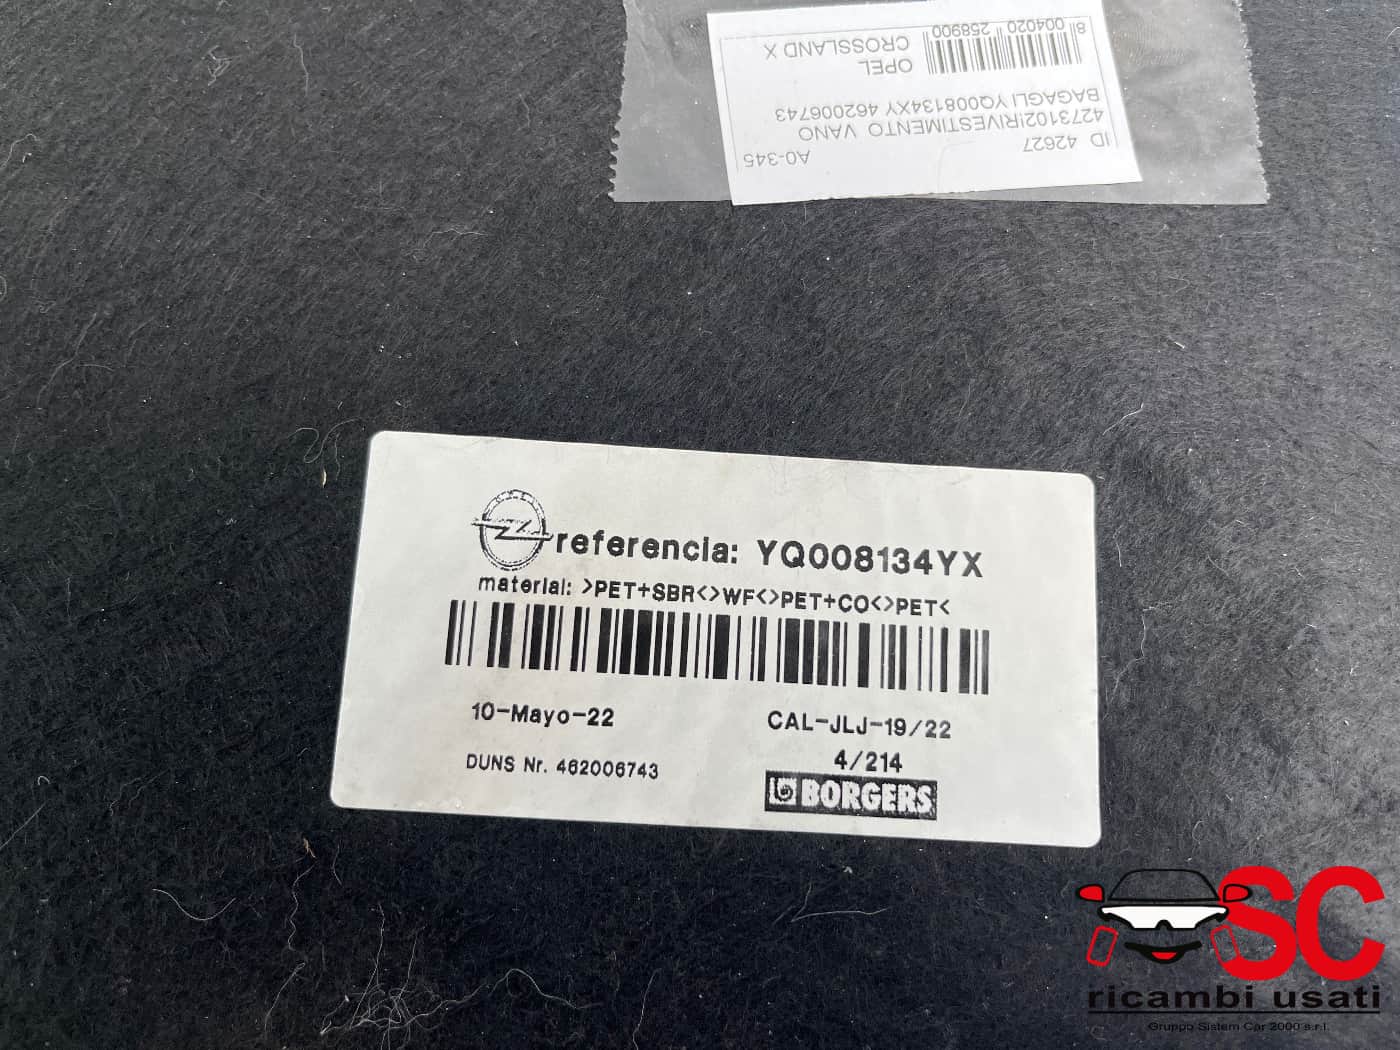 ID 42627 A0-345
4273102\RIVESTIMENTO VANO
BAGAGLI YQ008134XY 462006743
OPEL
CROSSLAND X
8 004020 258900
referencia: YQ008134YX
material: >PET+SBR<>WF<>PET+CO<>PET<
10-Mayo-22
CAL-JLJ-19/22
DUNS Nr. 462006743
4/214
BORGERS
SC
ricambi usati
Gruppo Sistem Car 2000 s.r.l.